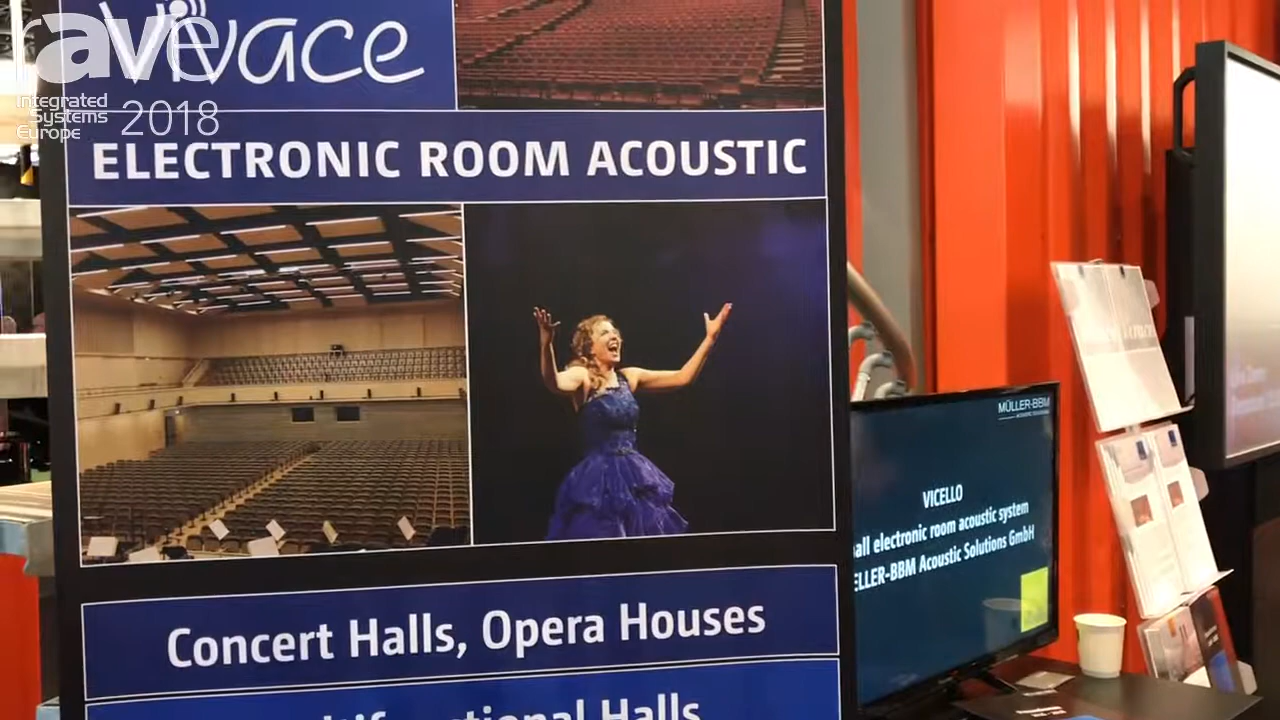 rAVe
Integrated
Systems
Europe
2018
Vivace
ELECTRONIC ROOM ACOUSTIC
Concert Halls, Opera Houses
Halls
MÜLLER-BBM
VICELLO
all electronic room acoustic system
ELLER-BBM Acoustic Solutions GmbH